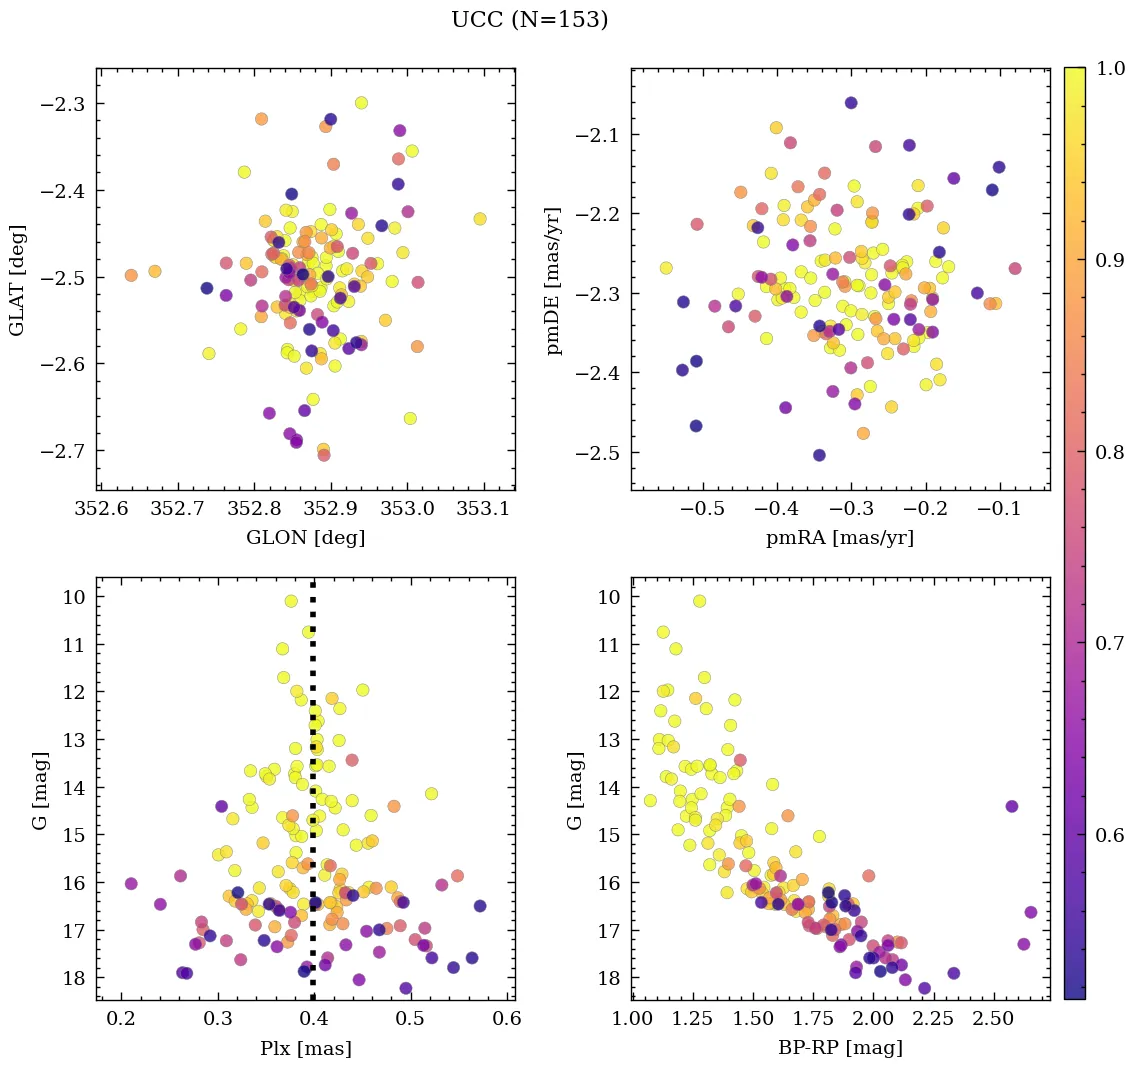 UCC (N=153)
−2.3
−2.4
−2.5
−2.6
−2.7
GLAT [deg]
352.6 352.7 352.8 352.9 353.0 353.1
GLON [deg]
−2.1
−2.2
−2.3
−2.4
−2.5
pmDE [mas/yr]
−0.5 −0.4 −0.3 −0.2 −0.1
pmRA [mas/yr]
1.0
0.9
0.8
0.7
0.6
10
11
12
13
14
15
16
17
18
G [mag]
0.2 0.3 0.4 0.5 0.6
Plx [mas]
10
11
12
13
14
15
16
17
18
G [mag]
1.00 1.25 1.50 1.75 2.00 2.25 2.50
BP-RP [mag]